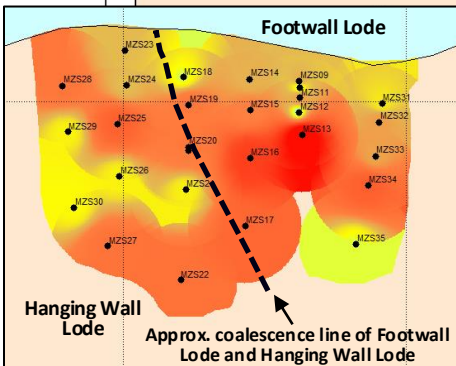 Footwall Lode
MZS23
MZS18
MZS14
MZS09
MZS28
MZS24
MZS11
MZS19
MZS15
MZS12
MZS31
MZS25
MZS32
MZS29
MZS13
MZS20
MZS16
MZS33
MZS26
MZS2
MZS34
MZS30
MZS17
MZS27
MZS35
MZS22
Hanging Wall
Lode
Approx. coalescence line of Footwall
Lode and Hanging Wall Lode